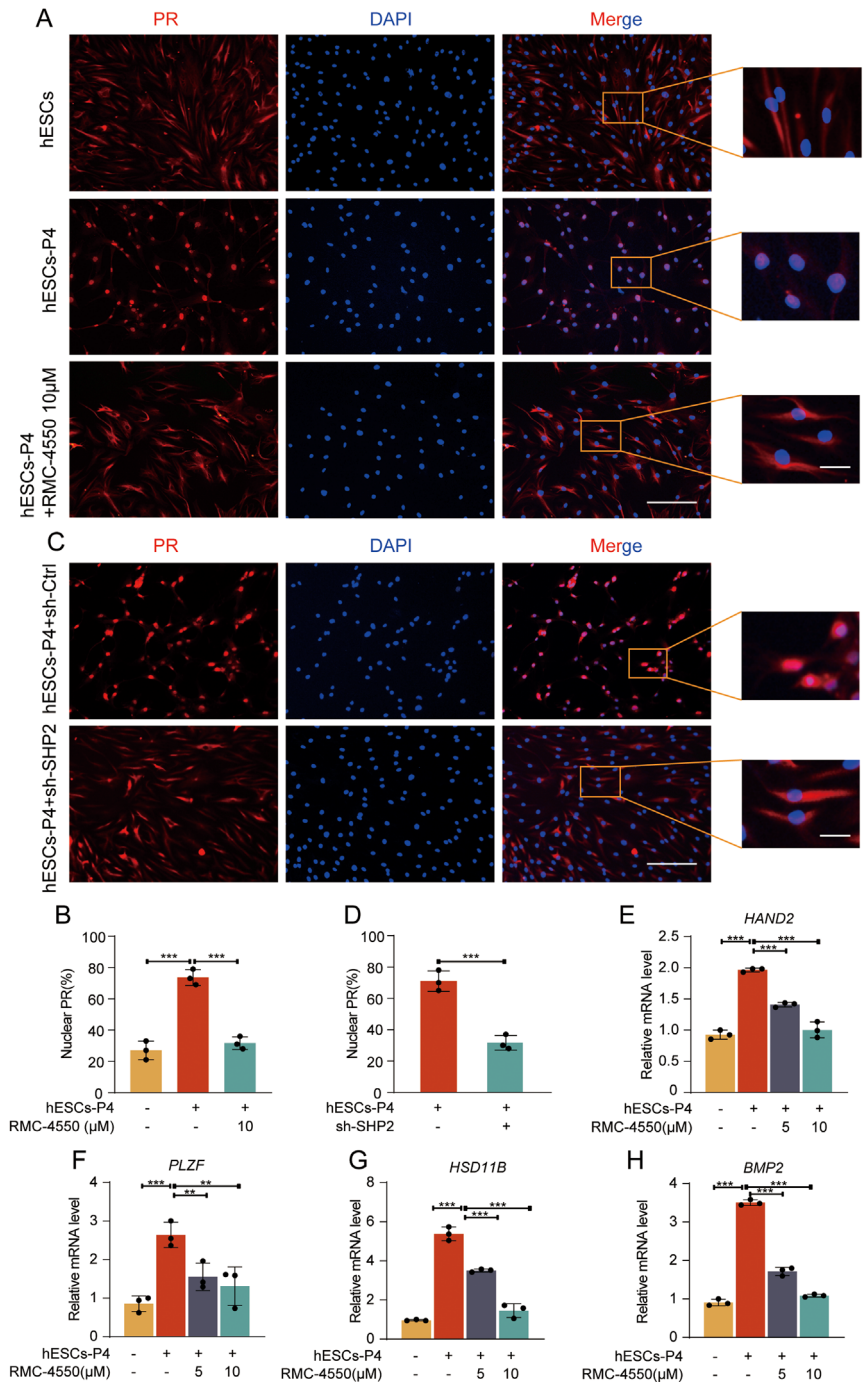 A
PR
DAPI
Merge
hESCs
hESCs-P4
hESCs-P4
+RMC-4550 10μM
C
PR
DAPI
Merge
hESCs-P4+sh-Ctrl
hESCs-P4+sh-SHP2
B
Nuclear PR(%)
100
80
60
40
20
0
***
***
hESCs-P4 - + +
RMC-4550 (μM) - - 10
D
Nuclear PR(%)
100
80
60
40
20
0
***
hESCs-P4 + +
sh-SHP2 - +
E
HAND2
Relative mRNA level
2.5
2.0
1.5
1.0
0.5
0.0
***
***
***
hESCs-P4 - + + +
RMC-4550(μM) - - 5 10
F
PLZF
Relative mRNA level
4
3
2
1
0
***
**
**
hESCs-P4 - + + +
RMC-4550(μM) - - 5 10
G
HSD11B
Relative mRNA level
8
6
4
2
0
***
***
***
hESCs-P4 - + + +
RMC-4550(μM) - - 5 10
H
BMP2
Relative mRNA level
4
3
2
1
0
***
***
***
hESCs-P4 - + + +
RMC-4550(μM) - - 5 10